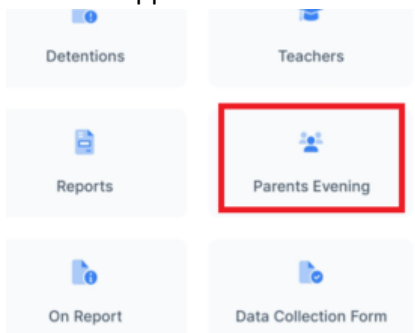 Detentions
Teachers
Reports
Parents Evening
On Report
Data Collection Form